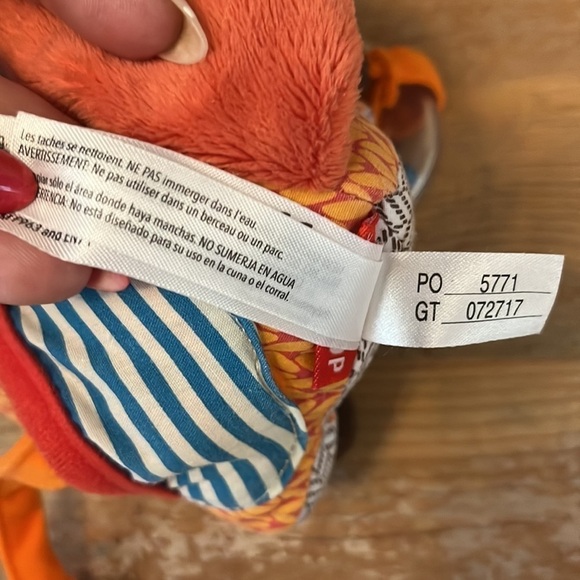 Les taches se nettoient. NE PAS immerger dans l'eau.
AVERTISSEMENT: Ne pas utiliser dans un berceau ou un parc.
sólo el área donde haya manchas. NO SUMERJA EN AGUA
No está diseñado para su uso en la cuna o el corral.
and
PO 5771
GT 072717
P